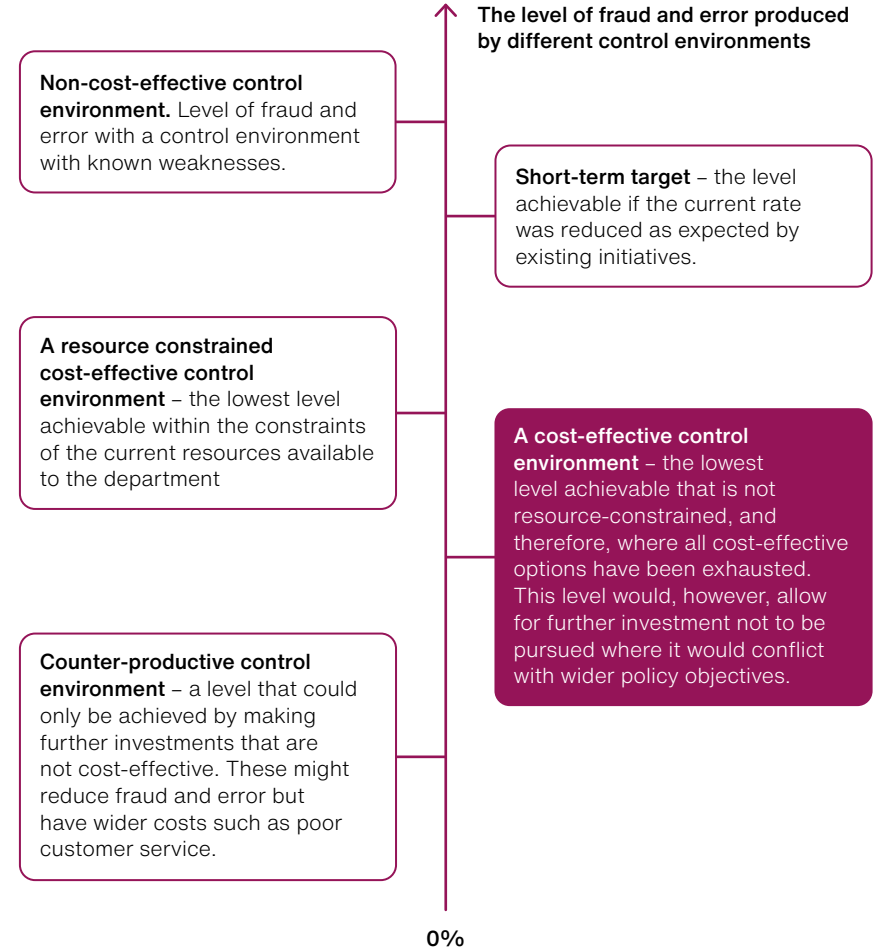 The level of fraud and error produced
by different control environments
Non-cost-effective control
environment. Level of fraud and
error with a control environment
with known weaknesses.
Short-term target – the level
achievable if the current rate
was reduced as expected by
existing initiatives.
A resource constrained
cost-effective control
environment – the lowest level
achievable within the constraints
of the current resources available
to the department
A cost-effective control
environment – the lowest
level achievable that is not
resource-constrained, and
therefore, where all cost-effective
options have been exhausted.
This level would, however, allow
for further investment not to be
pursued where it would conflict
with wider policy objectives.
Counter-productive control
environment – a level that could
only be achieved by making
further investments that are
not cost-effective. These might
reduce fraud and error but
have wider costs such as poor
customer service.
0%